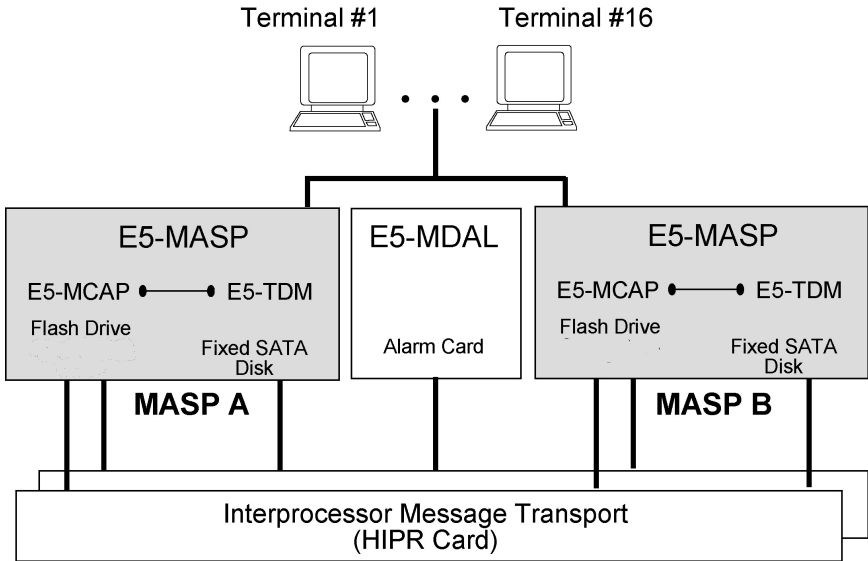 Terminal #1
Terminal #16
E5-MASP
E5-MCAP
E5-TDM
Flash Drive
Fixed SATA
Disk
MASP A
E5-MDAL
Alarm Card
E5-MASP
E5-MCAP
E5-TDM
Flash Drive
Fixed SATA
Disk
MASP B
Interprocessor Message Transport
(HIPR Card)